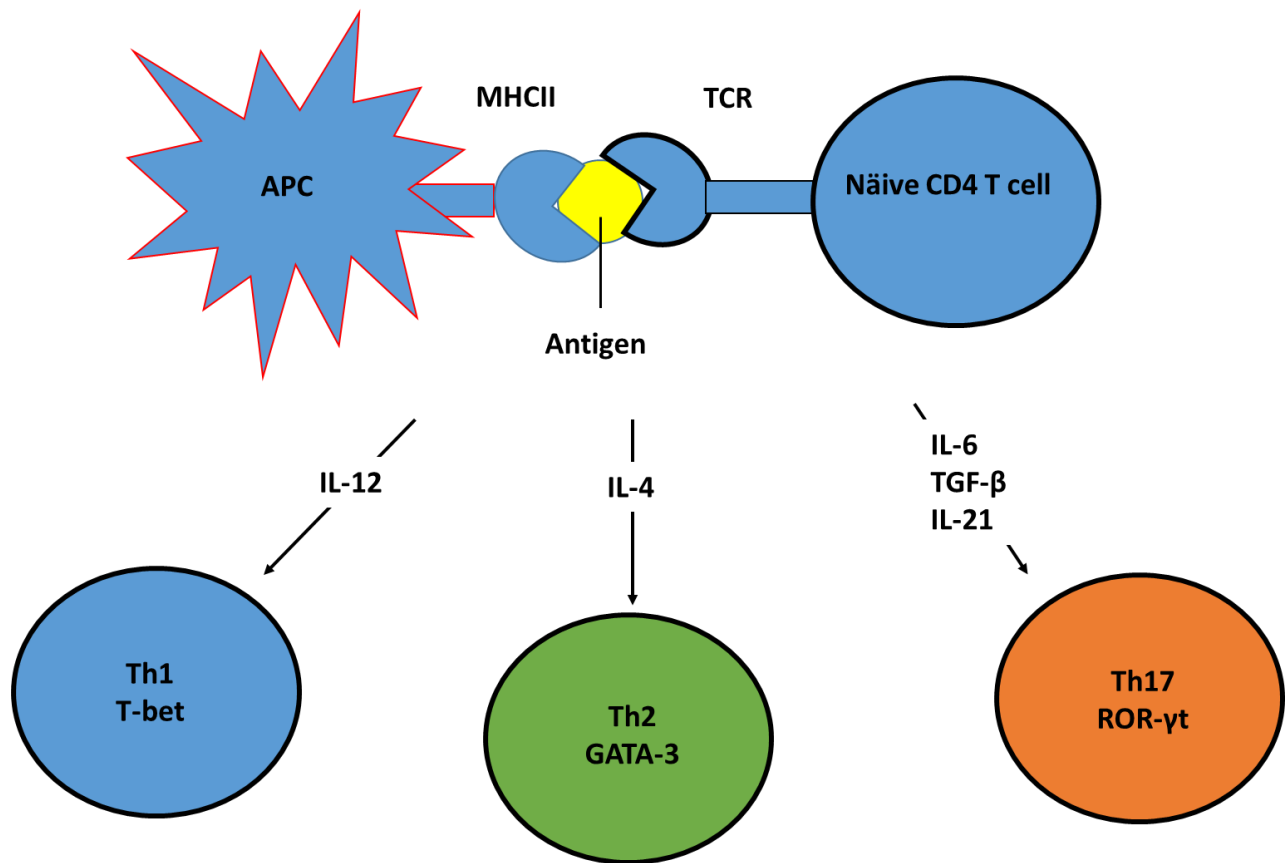 MHCII
TCR
APC
Näive CD4 T cell
Antigen
IL-12
IL-4
IL-6
TGF-β
IL-21
Th1
T-bet
Th2
GATA-3
Th17
ROR-γt